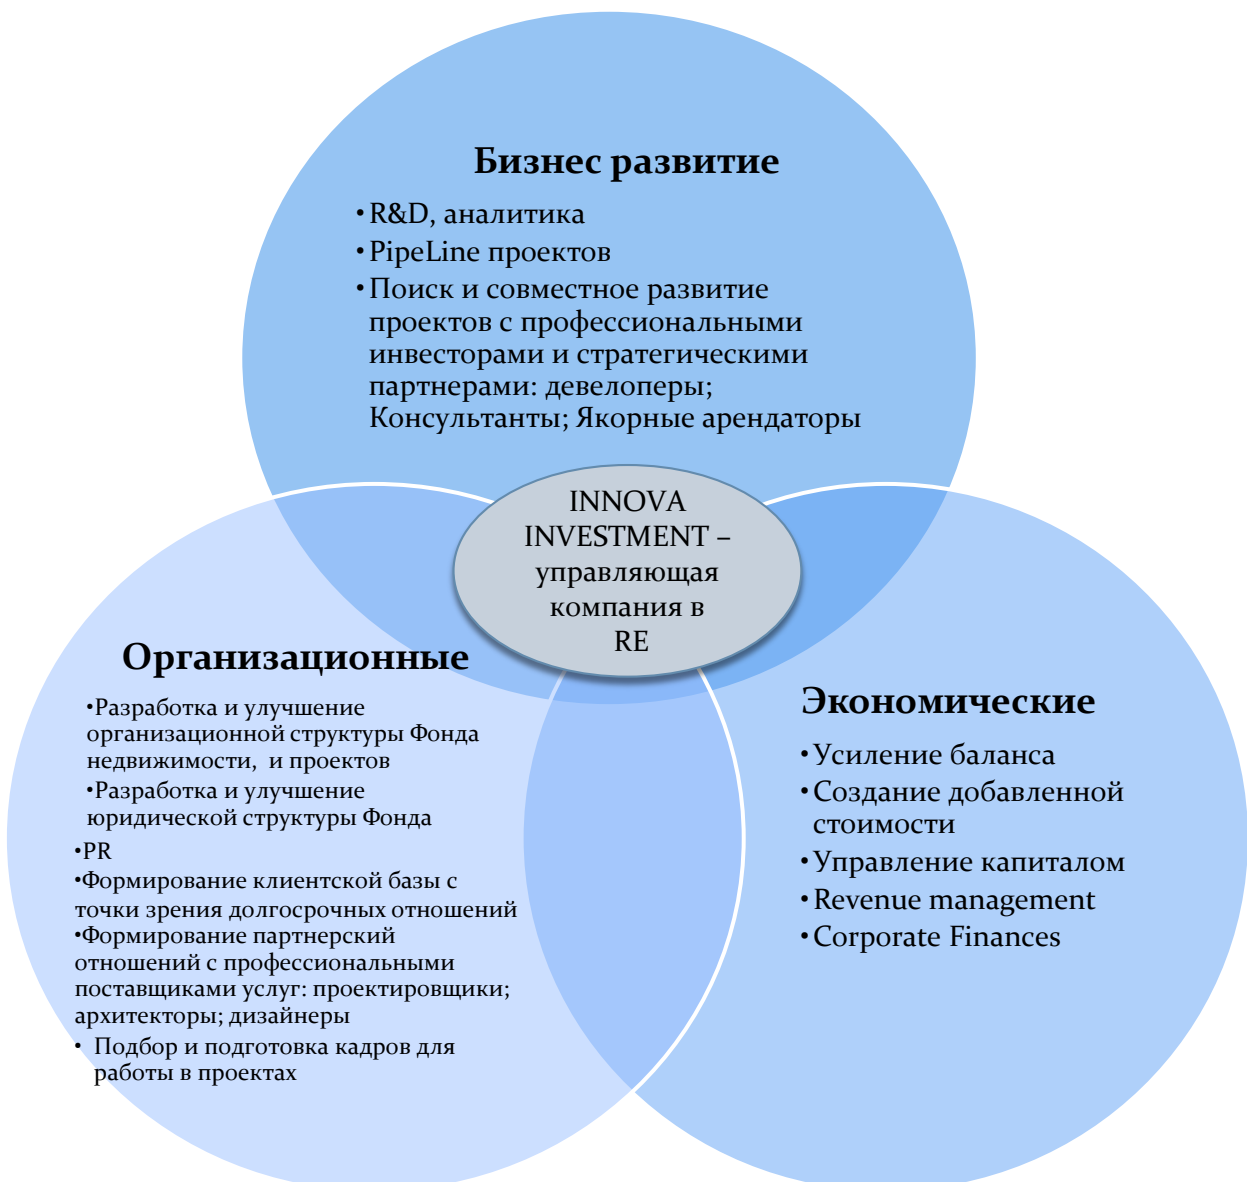 Бизнес развитие
•R&D, аналитика
•PipeLine проектов
•Поиск и совместное развитие
проектов с профессиональными
инвесторами и стратегическими
партнерами: девелоперы;
Консультанты; Якорные арендаторы
INNOVA
INVESTMENT –
управляющая
компания в
RE
Организационные
•Разработка и улучшение
организационной структуры Фонда
недвижимости, и проектов
•Разработка и улучшение
юридической структуры Фонда
•PR
•Формирование клиентской базы с
точки зрения долгосрочных отношений
•Формирование партнерский
отношений с профессиональными
поставщиками услуг: проектировщики;
архитекторы; дизайнеры
• Подбор и подготовка кадров для
работы в проектах
Экономические
•Усиление баланса
•Создание добавленной
стоимости
•Управление капиталом
•Revenue management
•Corporate Finances